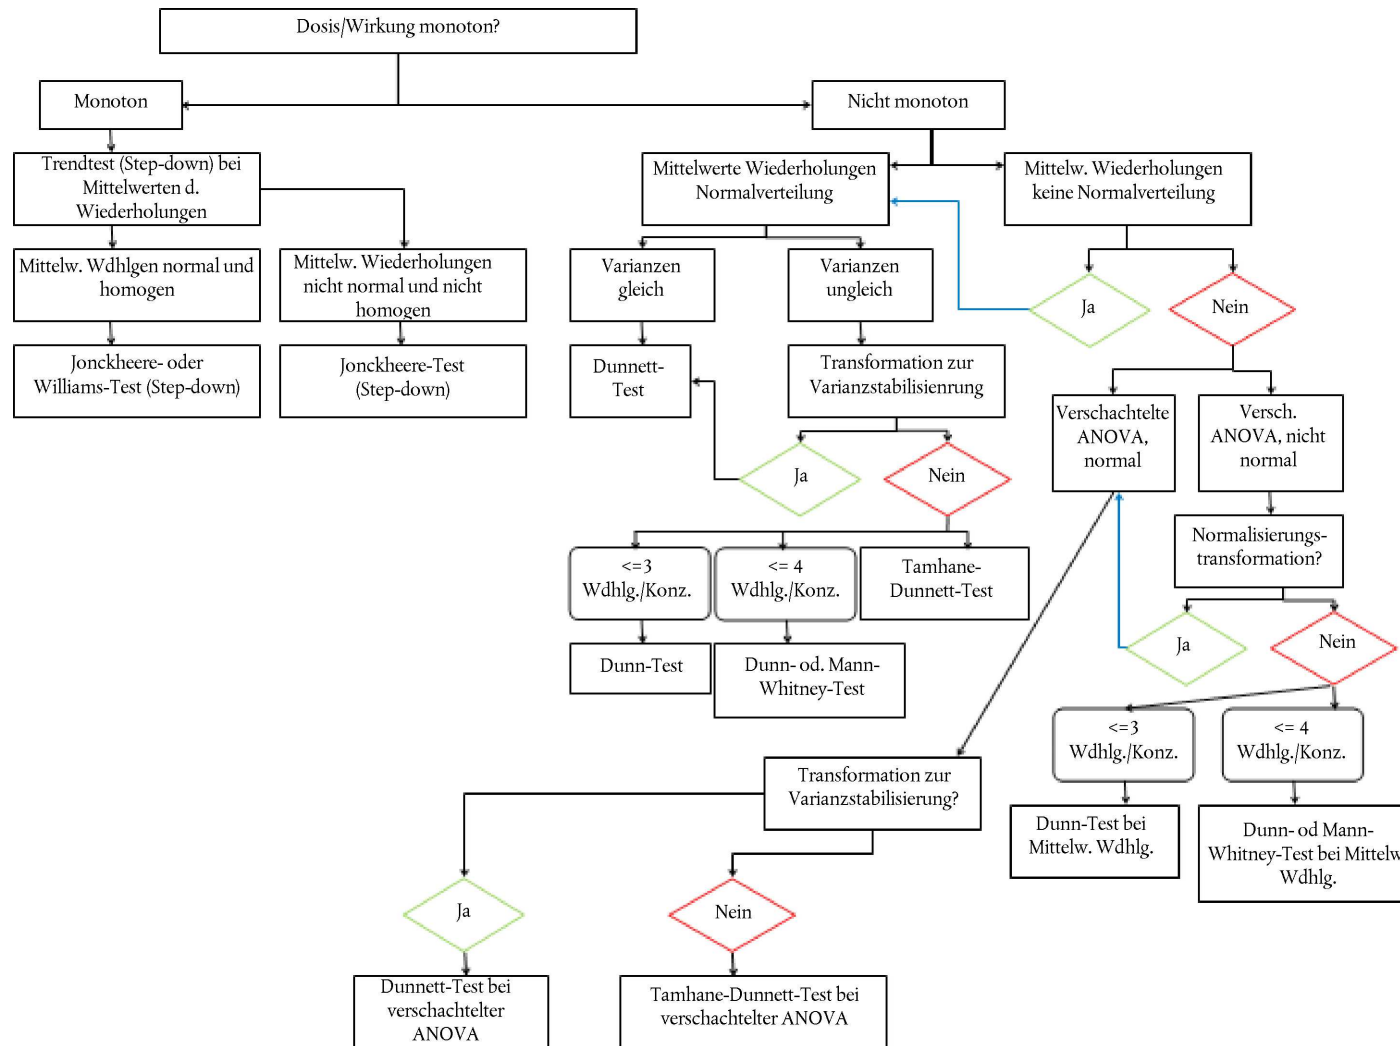 Dosis/Wirkung monoton?
Monoton
Nicht monoton
Trendtest (Step-down) bei
Mittelwerten d.
Wiederholungen
Mittelwerte Wiederholungen
Normalverteilung
Mittelw. Wiederholungen
keine Normalverteilung
Mittelw. Wdhlgen normal und
homogen
Mittelw. Wiederholungen
nicht normal und nicht
homogen
Varianzen
gleich
Varianzen
ungleich
Ja
Nein
Jonckheere- oder
Williams-Test (Step-down)
Jonckheere-Test
(Step-down)
Dunnett-
Test
Transformation zur
Varianzstabilisienrung
Verschachtelte
ANOVA,
normal
Versch.
ANOVA, nicht
normal
Ja
Nein
Normalisierungs-
transformation?
<=3
Wdhlg./Konz.
<= 4
Wdhlg./Konz.
Tamhane-
Dunnett-Test
Ja
Nein
Dunn-Test
Dunn- od. Mann-
Whitney-Test
<=3
Wdhlg./Konz.
<= 4
Wdhlg./Konz.
Transformation zur
Varianzstabilisierung?
Dunn-Test bei
Mittelw. Wdhlg.
Dunn- od Mann-
Whitney-Test bei Mittelw
Wdhlg.
Ja
Nein
Dunnett-Test bei
verschachtelter
ANOVA
Tamhane-Dunnett-Test bei
verschachtelter ANOVA